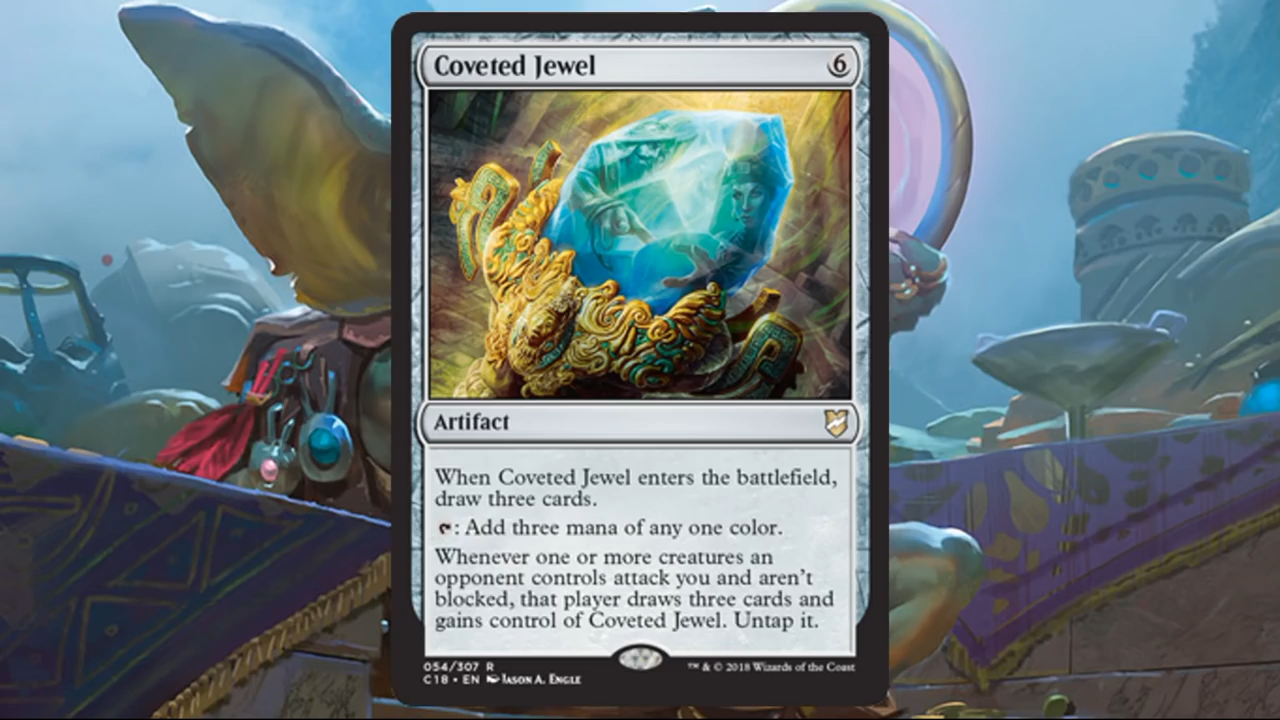 Coveted Jewel 6
Artifact
When Coveted Jewel enters the battlefield,
draw three cards.
: Add three mana of any one color.
Whenever one or more creatures an
opponent controls attack you and aren't
blocked, that player draws three cards and
gains control of Coveted Jewel. Untap it.
054/307 R
™ & © 2018 Wizards of the Coast
C18 • EN Jason A. Engle